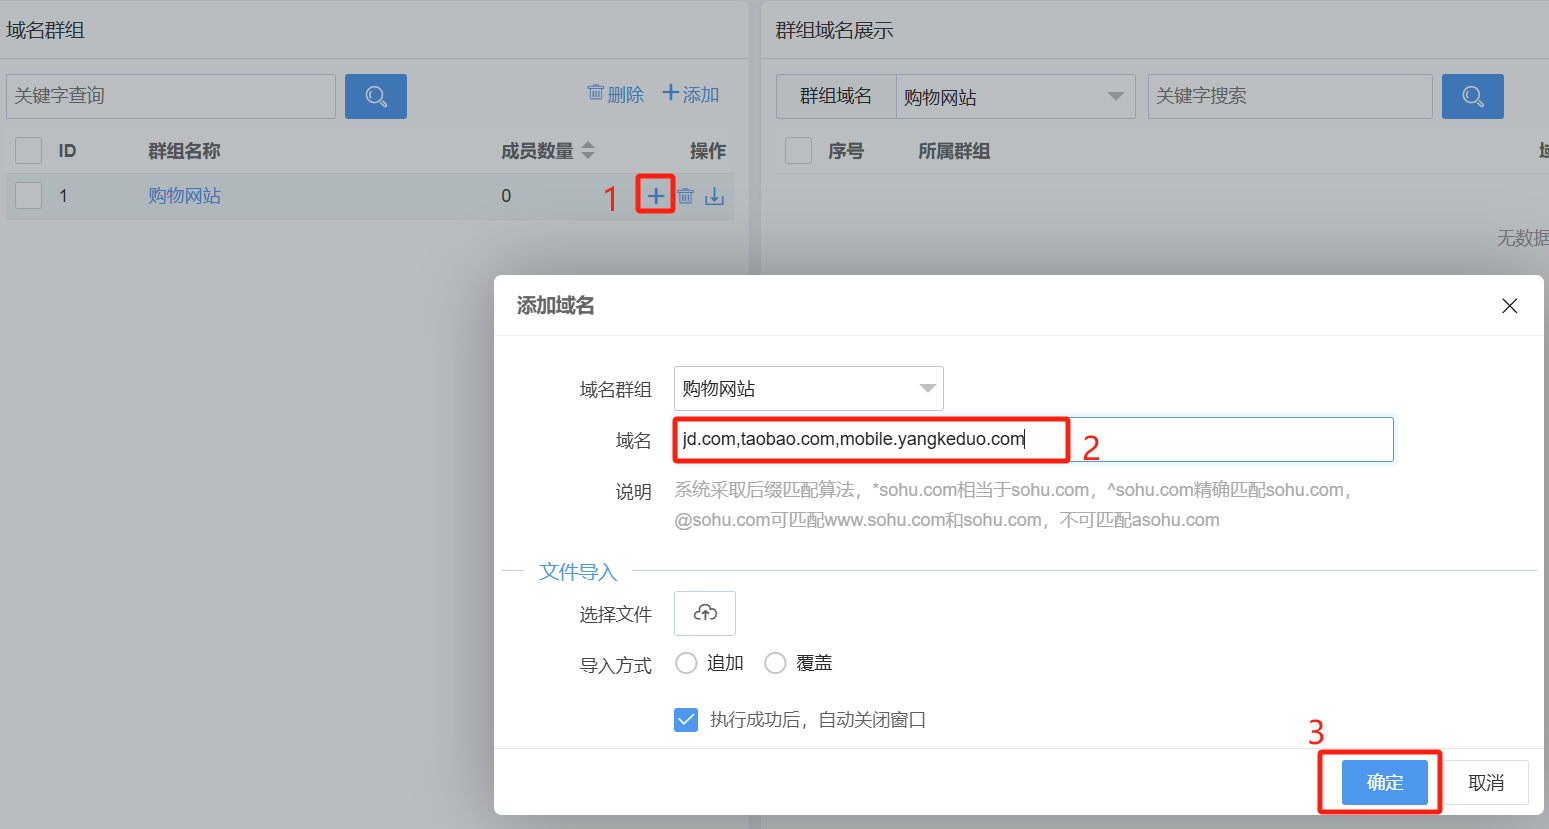 域名群组
群组域名展示
关键字查询
删除
添加
群组域名
购物网站
关键字搜索
ID
群组名称
成员数量
操作
序号
所属群组
1
购物网站
0
1
无数据
添加域名
域名群组
购物网站
域名
jd.com,taobao.com,mobile.yangkeduo.com
2
说明
系统采取后缀匹配算法，*sohu.com相当于sohu.com，^sohu.com精确匹配sohu.com，
@sohu.com可匹配www.sohu.com和sohu.com，不可匹配asohu.com
文件导入
选择文件
导入方式
追加
覆盖
执行成功后，自动关闭窗口
3
确定
取消